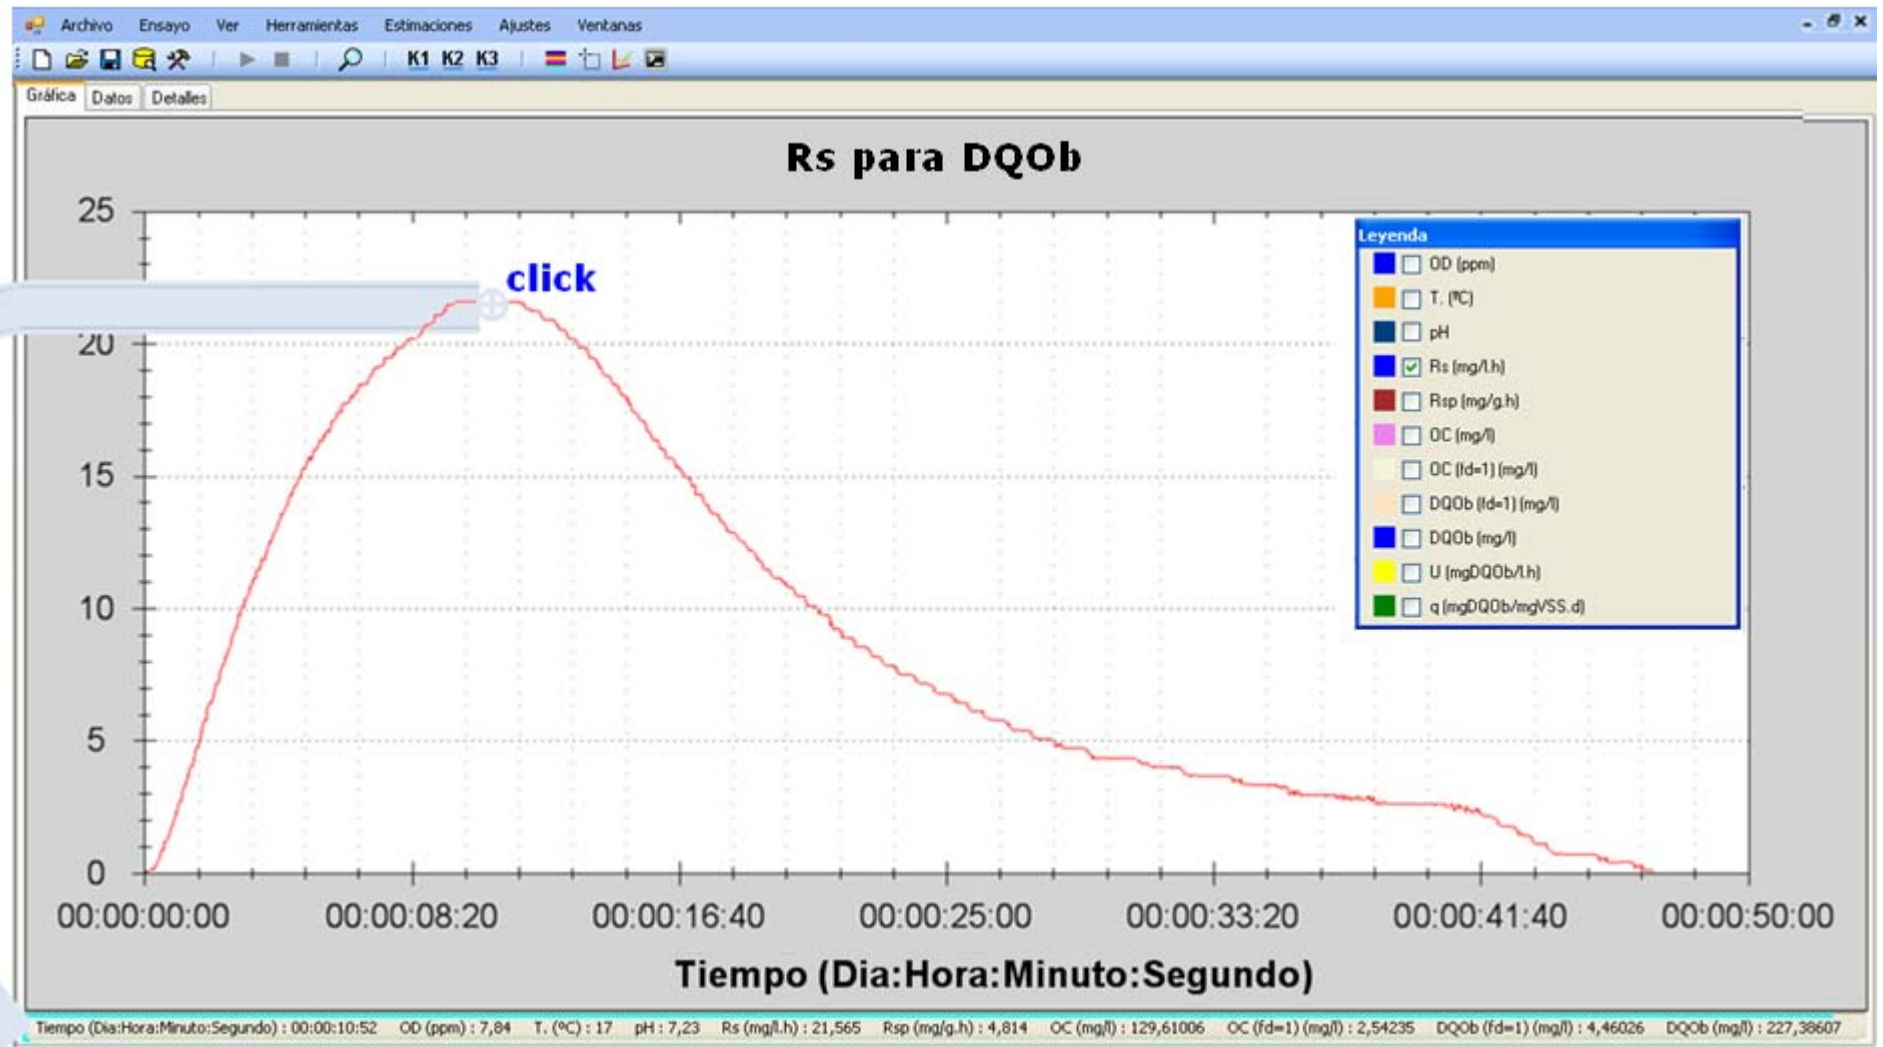 Archivo Ensayo Ver Herramientas Estimaciones Ajustes Ventanas
K1 K2 K3
Gráfica Datos Detalles
Rs para DQOb
click
Leyenda
OD (ppm)
T. (ºC)
pH
Rs (mg/l.h)
Rsp (mg/g.h)
OC (mg/l)
OC (fd=1) (mg/l)
DQOb (fd=1) (mg/l)
DQOb (mg/l)
U (mgDQOb/l.h)
q (mgDQOb/mgVSS.d)
25
20
15
10
5
0
00:00:00:00 00:00:08:20 00:00:16:40 00:00:25:00 00:00:33:20 00:00:41:40 00:00:50:00
Tiempo (Dia:Hora:Minuto:Segundo)
Tiempo (Dia:Hora:Minuto:Segundo) : 00:00:10:52 OD (ppm) : 7,84 T. (ºC) : 17 pH : 7,23 Rs (mg/l.h) : 21,565 Rsp (mg/g.h) : 4,814 OC (mg/l) : 129,61006 OC (fd=1) (mg/l) : 2,54235 DQOb (fd=1) (mg/l) : 4,46026 DQOb (mg/l) : 227,38607